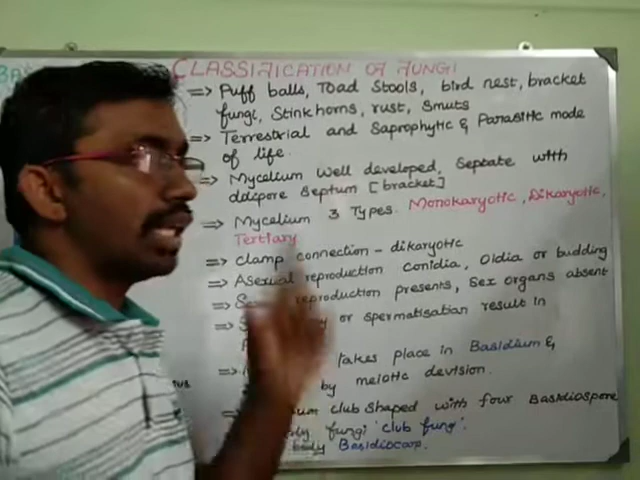 BA
CLASSIFICATION OF FUNGI
=> Puff balls, Toad Stools, bird nest, bracket
fungi, Stink horns, rust, Smuts
=> Terrestrial and Saprophytic & Parasitic mode
of life.
=> Mycelium well developed, Septate with
dolipore Septum [bracket]
=> Mycelium 3 Types. Monokaryotic, Dikaryotic,
Tertiary
=> Clamp connection - dikaryotic
=> Asexual reproduction conidia, Oidia or budding
=> reproduction presents, Sex organs absent
=> or spermatisation result in
=> takes place in Basidium &
by meiotic devision.
=> club shaped with four Basidiospore
fungi 'club fungi'.
body Basidiocarp.